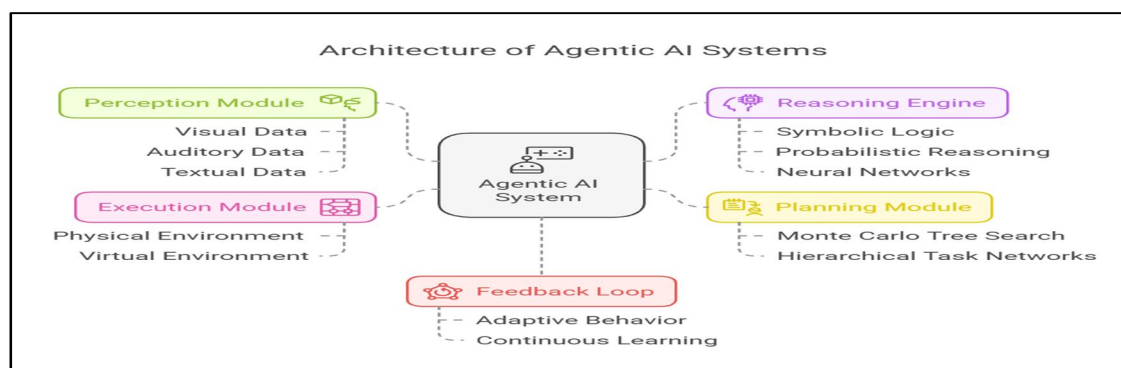 Architecture of Agentic AI Systems
Perception Module
Visual Data
Auditory Data
Textual Data
Execution Module
Physical Environment
Virtual Environment
Agentic AI
System
Reasoning Engine
Symbolic Logic
Probabilistic Reasoning
Neural Networks
Planning Module
Monte Carlo Tree Search
Hierarchical Task Networks
Feedback Loop
Adaptive Behavior
Continuous Learning